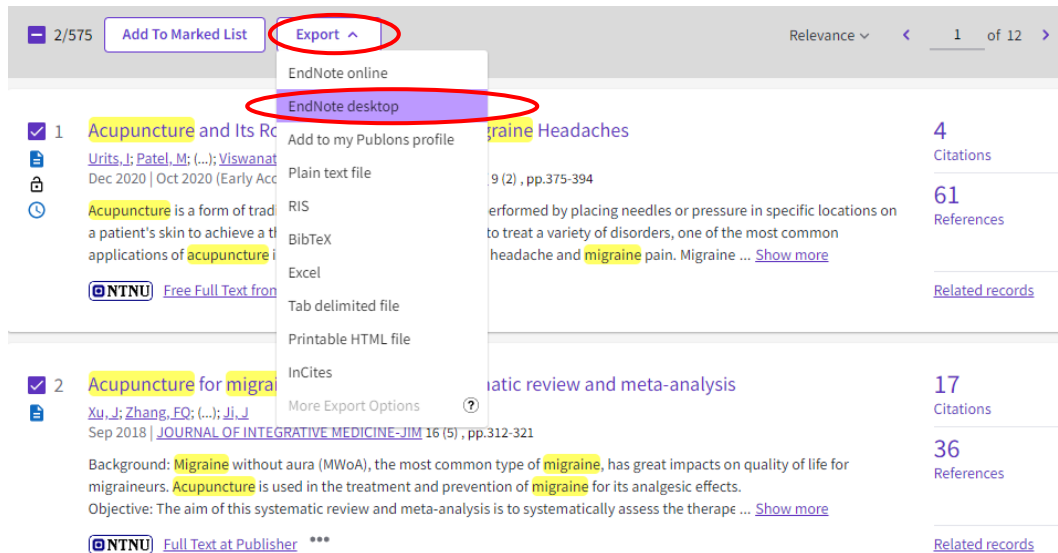 2/575 Add To Marked List Export Relevance 1 of 12
EndNote online
EndNote desktop
Add to my Publons profile
Plain text file
RIS
BibTeX
Excel
Tab delimited file
Printable HTML file
InCites
More Export Options ?
1 Acupuncture and Its Ro graine Headaches
Urits, I; Patel, M; (...); Viswanat
Dec 2020 | Oct 2020 (Early Acc 9 (2) , pp.375-394
Acupuncture is a form of tradi erformed by placing needles or pressure in specific locations on
a patient's skin to achieve a th to treat a variety of disorders, one of the most common
applications of acupuncture i headache and migraine pain. Migraine ... Show more
NTNU Free Full Text from
4
Citations
61
References
Related records
2 Acupuncture for migrai atic review and meta-analysis
Xu, J; Zhang, FQ; (...); Ji, J
Sep 2018 | JOURNAL OF INTEGRATIVE MEDICINE-JIM 16 (5) , pp.312-321
Background: Migraine without aura (MWoA), the most common type of migraine, has great impacts on quality of life for
migraineurs. Acupuncture is used in the treatment and prevention of migraine for its analgesic effects.
Objective: The aim of this systematic review and meta-analysis is to systematically assess the therape ... Show more
NTNU Full Text at Publisher •••
17
Citations
36
References
Related records